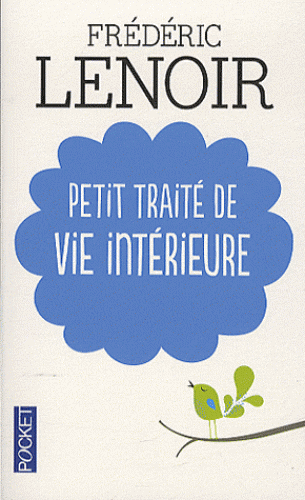 FRÉDÉRIC
LENOIR
PETIT TRAITÉ DE
VIE INTÉRIEURE
POCKET